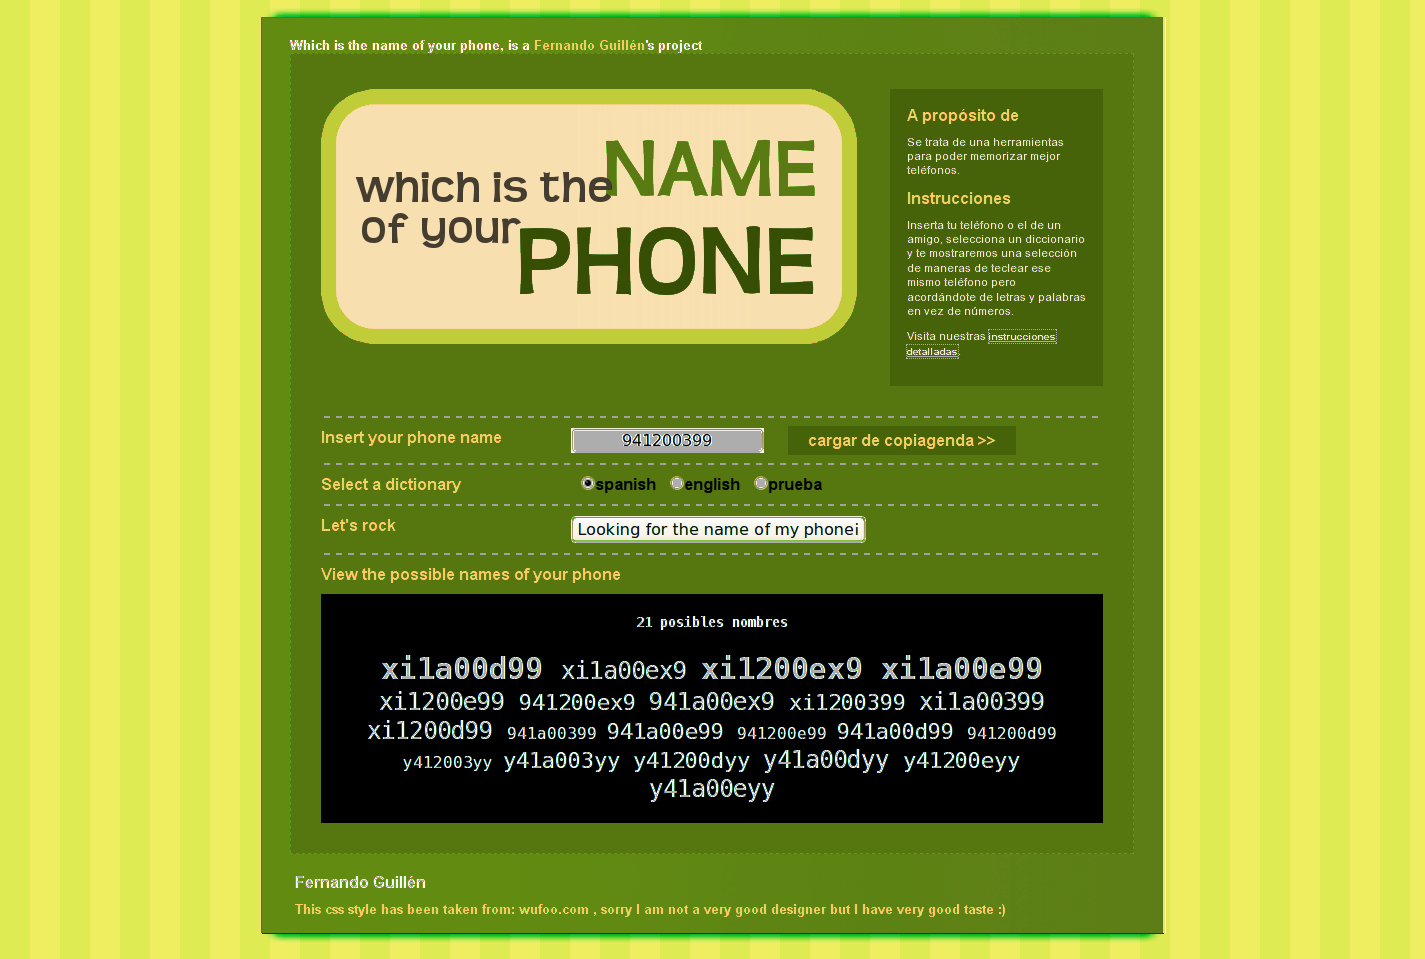 Which is the name of your phone, is a Fernando Guillén's project
which is the NAME
of your PHONE
A propósito de
Se trata de una herramientas
para poder memorizar mejor
teléfonos.
Instrucciones
Inserta tu teléfono o el de un
amigo, selecciona un diccionario
y te mostraremos una selección
de maneras de teclear ese
mismo teléfono pero
acordándote de letras y palabras
en vez de números.
Visita nuestras instrucciones
detalladas.
Insert your phone name 941200399 cargar de copiagenda >>
Select a dictionary spanish english prueba
Let's rock Looking for the name of my phone¡
View the possible names of your phone
21 posibles nombres
xi1a00d99 xi1a00ex9 xi1200ex9 xi1a00e99
xi1200e99 941200ex9 941a00ex9 xi1200399 xi1a00399
xi1200d99 941a00399 941a00e99 941200e99 941a00d99 941200d99
y412003yy y41a003yy y41200dyy y41a00dyy y41200eyy
y41a00eyy
Fernando Guillén
This css style has been taken from: wufoo.com , sorry I am not a very good designer but I have very good taste :)